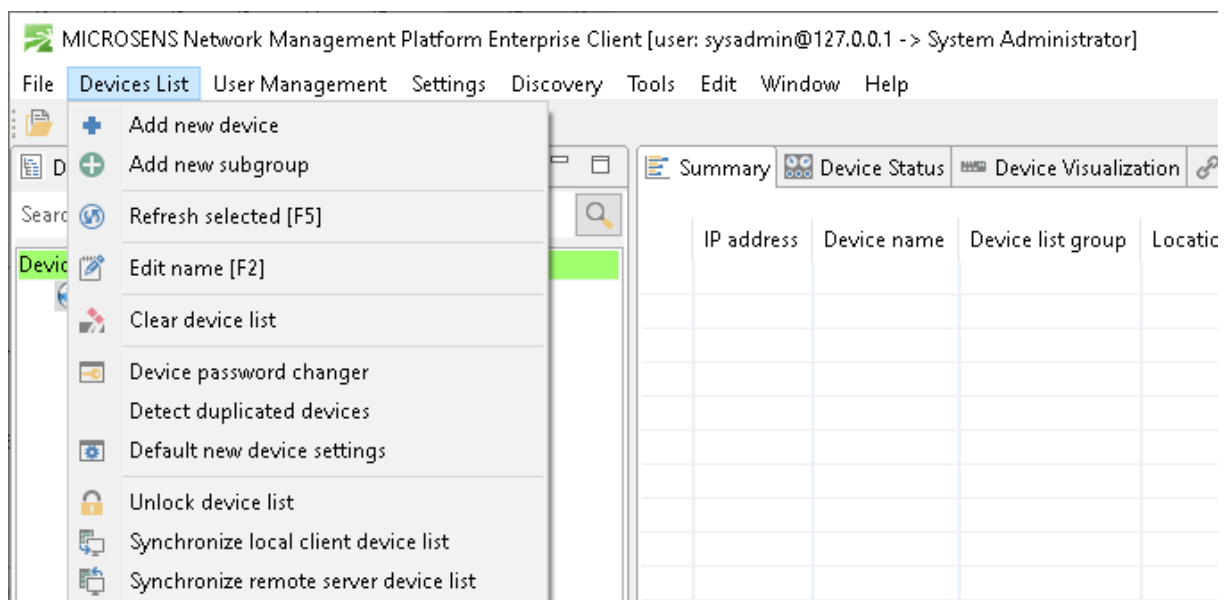 MICROSENS Network Management Platform Enterprise Client [user: sysadmin@127.0.0.1 -> System Administrator]
File Devices List User Management Settings Discovery Tools Edit Window Help
Add new device
Add new subgroup
Refresh selected [F5]
Edit name [F2]
Clear device list
Device password changer
Detect duplicated devices
Default new device settings
Unlock device list
Synchronize local client device list
Synchronize remote server device list
Summary Device Status Device Visualization
IP address Device name Device list group